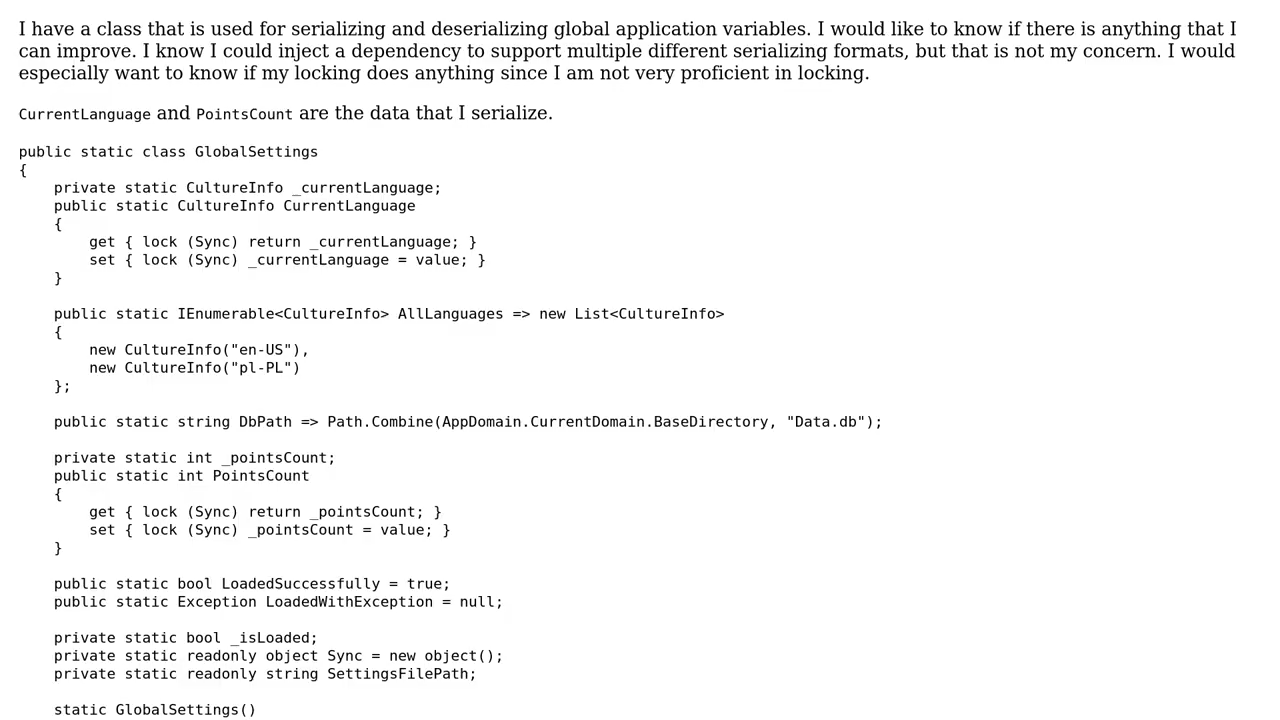 I have a class that is used for serializing and deserializing global application variables. I would like to know if there is anything that I
can improve. I know I could inject a dependency to support multiple different serializing formats, but that is not my concern. I would
especially want to know if my locking does anything since I am not very proficient in locking.
CurrentLanguage and PointsCount are the data that I serialize.
public static class GlobalSettings
{
    private static CultureInfo _currentLanguage;
    public static CultureInfo CurrentLanguage
    {
        get { lock (Sync) return _currentLanguage; }
        set { lock (Sync) _currentLanguage = value; }
    }
    public static IEnumerable<CultureInfo> AllLanguages => new List<CultureInfo>
    {
        new CultureInfo("en-US"),
        new CultureInfo("pl-PL")
    };
    public static string DbPath => Path.Combine(AppDomain.CurrentDomain.BaseDirectory, "Data.db");
    private static int _pointsCount;
    public static int PointsCount
    {
        get { lock (Sync) return _pointsCount; }
        set { lock (Sync) _pointsCount = value; }
    }
    public static bool LoadedSuccessfully = true;
    public static Exception LoadedWithException = null;
    private static bool _isLoaded;
    private static readonly object Sync = new object();
    private static readonly string SettingsFilePath;
    static GlobalSettings()